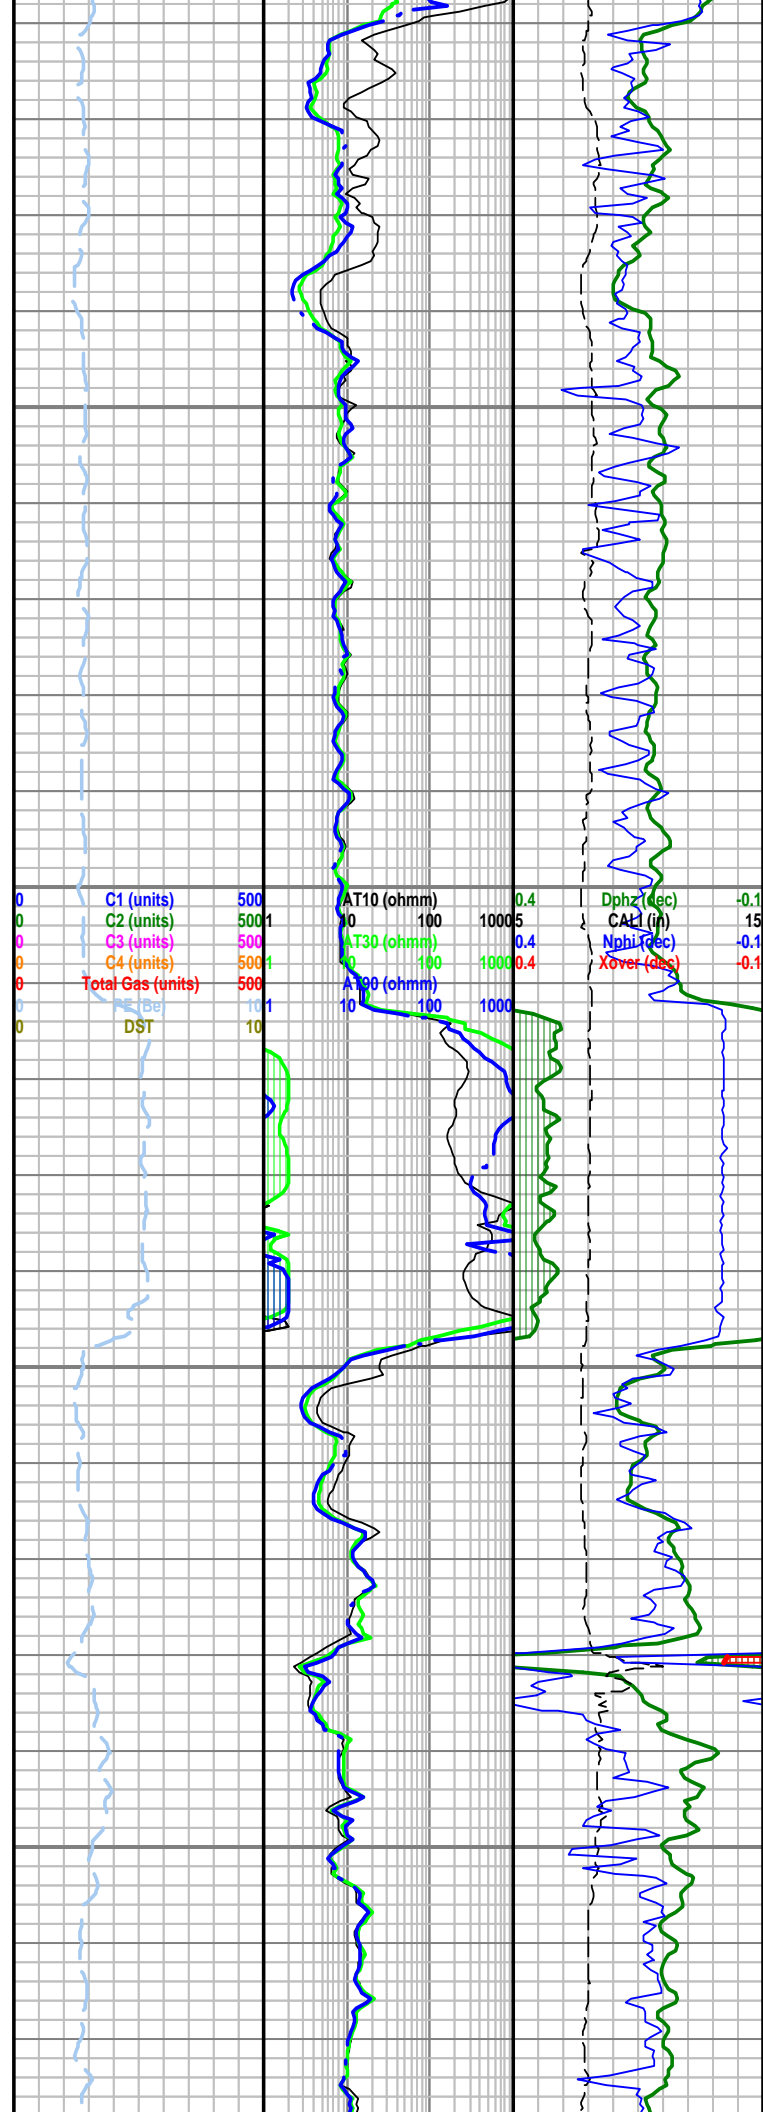 0 C1 (units) 500 AT10 (ohmm) 0.4 Dphz (dec) -0.1
0 C2 (units) 500 1 10 100 1000 5 CALI (in) 15
0 C3 (units) 500 AT30 (ohmm) 0.4 Nphi (dec) -0.1
0 C4 (units) 500 1 10 100 1000 0.4 Xover (dec) -0.1
0 Total Gas (units) 500 AT90 (ohmm)
0 PE (Be) 10 1 10 100 1000
0 DST 10